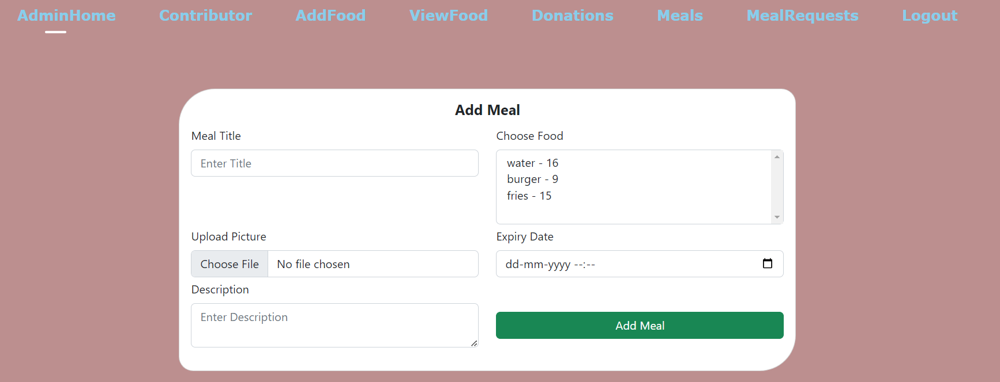 AdminHome Contributor AddFood ViewFood Donations Meals MealRequests Logout
Add Meal
Meal Title
Enter Title
Choose Food
water - 16
burger - 9
fries - 15
Upload Picture
Choose File No file chosen
Expiry Date
dd-mm-yyyy --:--
Description
Enter Description
Add Meal